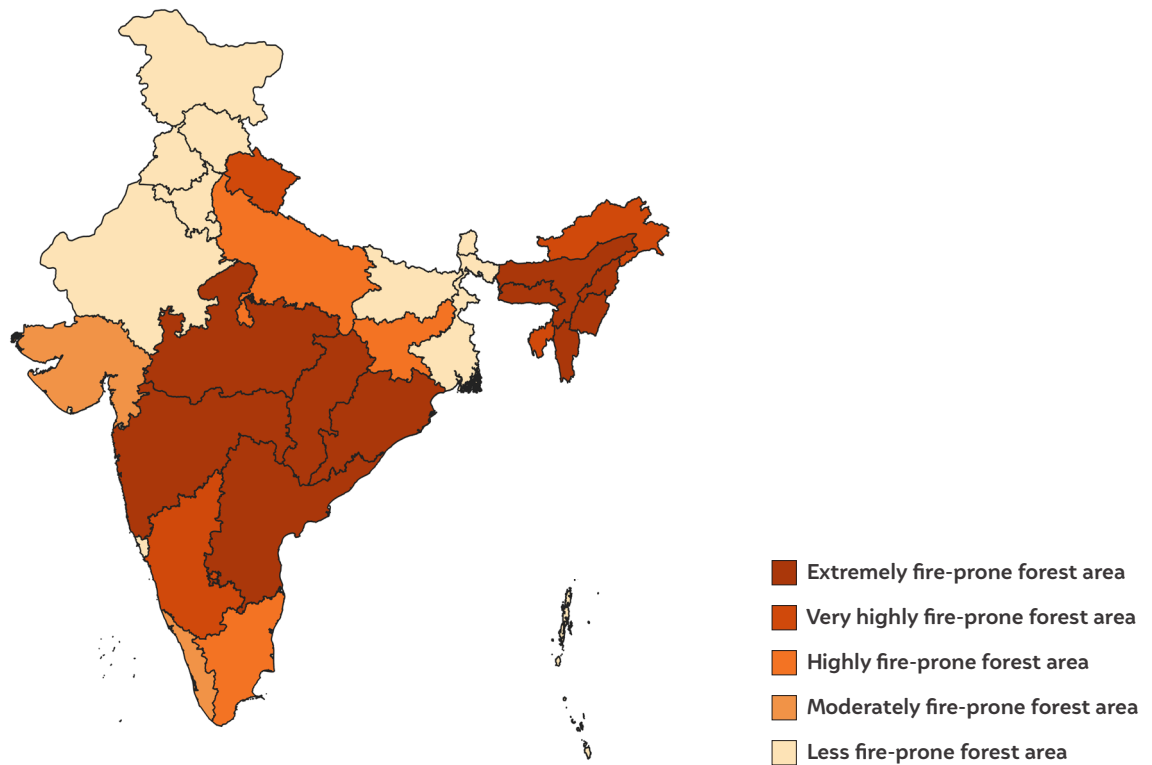 Extremely fire-prone forest area
Very highly fire-prone forest area
Highly fire-prone forest area
Moderately fire-prone forest area
Less fire-prone forest area